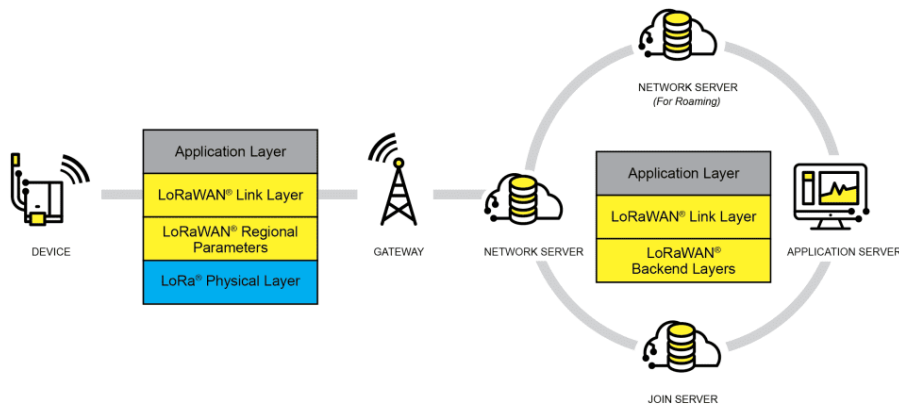 NETWORK SERVER
(For Roaming)
Application Layer
LoRaWAN® Link Layer
LoRaWAN® Regional
Parameters
LoRa® Physical Layer
Application Layer
LoRaWAN® Link Layer
LoRaWAN®
Backend Layers
DEVICE
GATEWAY
NETWORK SERVER
APPLICATION SERVER
JOIN SERVER